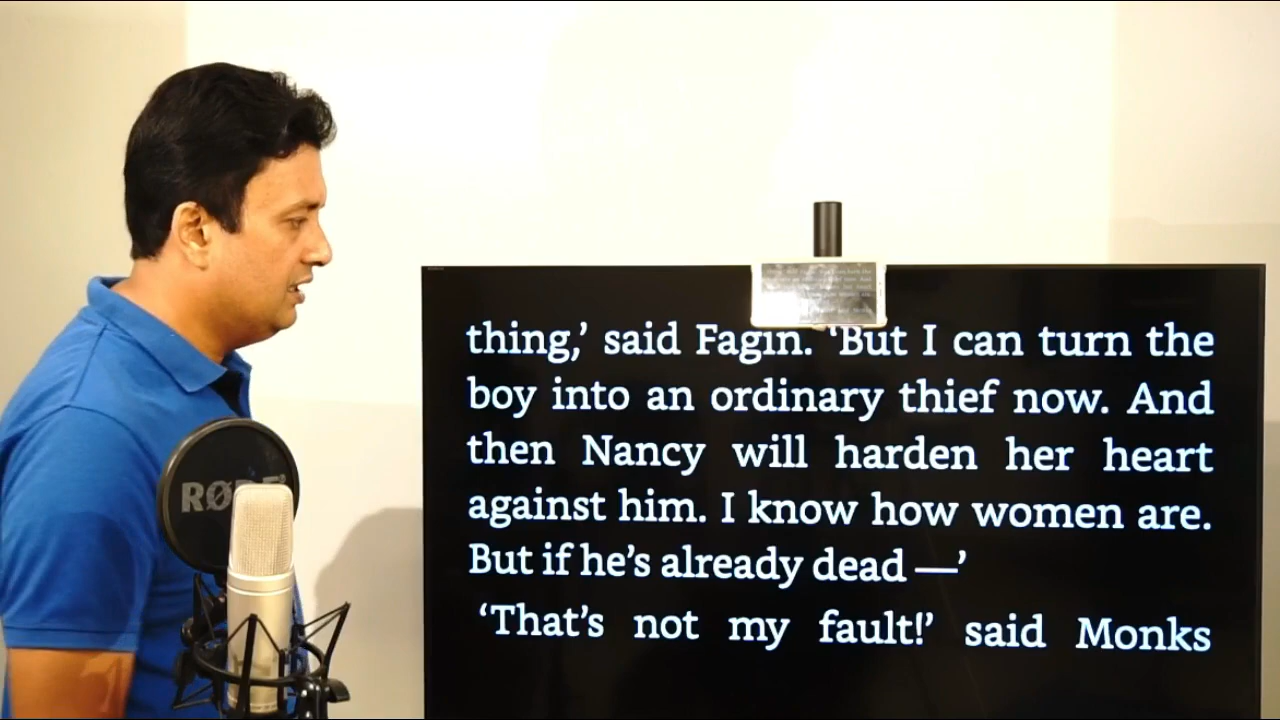 thing,’ said Fagin. ‘But I can turn the
boy into an ordinary thief now. And
then Nancy will harden her heart
against him. I know how women are.
But if he’s already dead —’
‘That’s not my fault!’ said Monks
RØDE